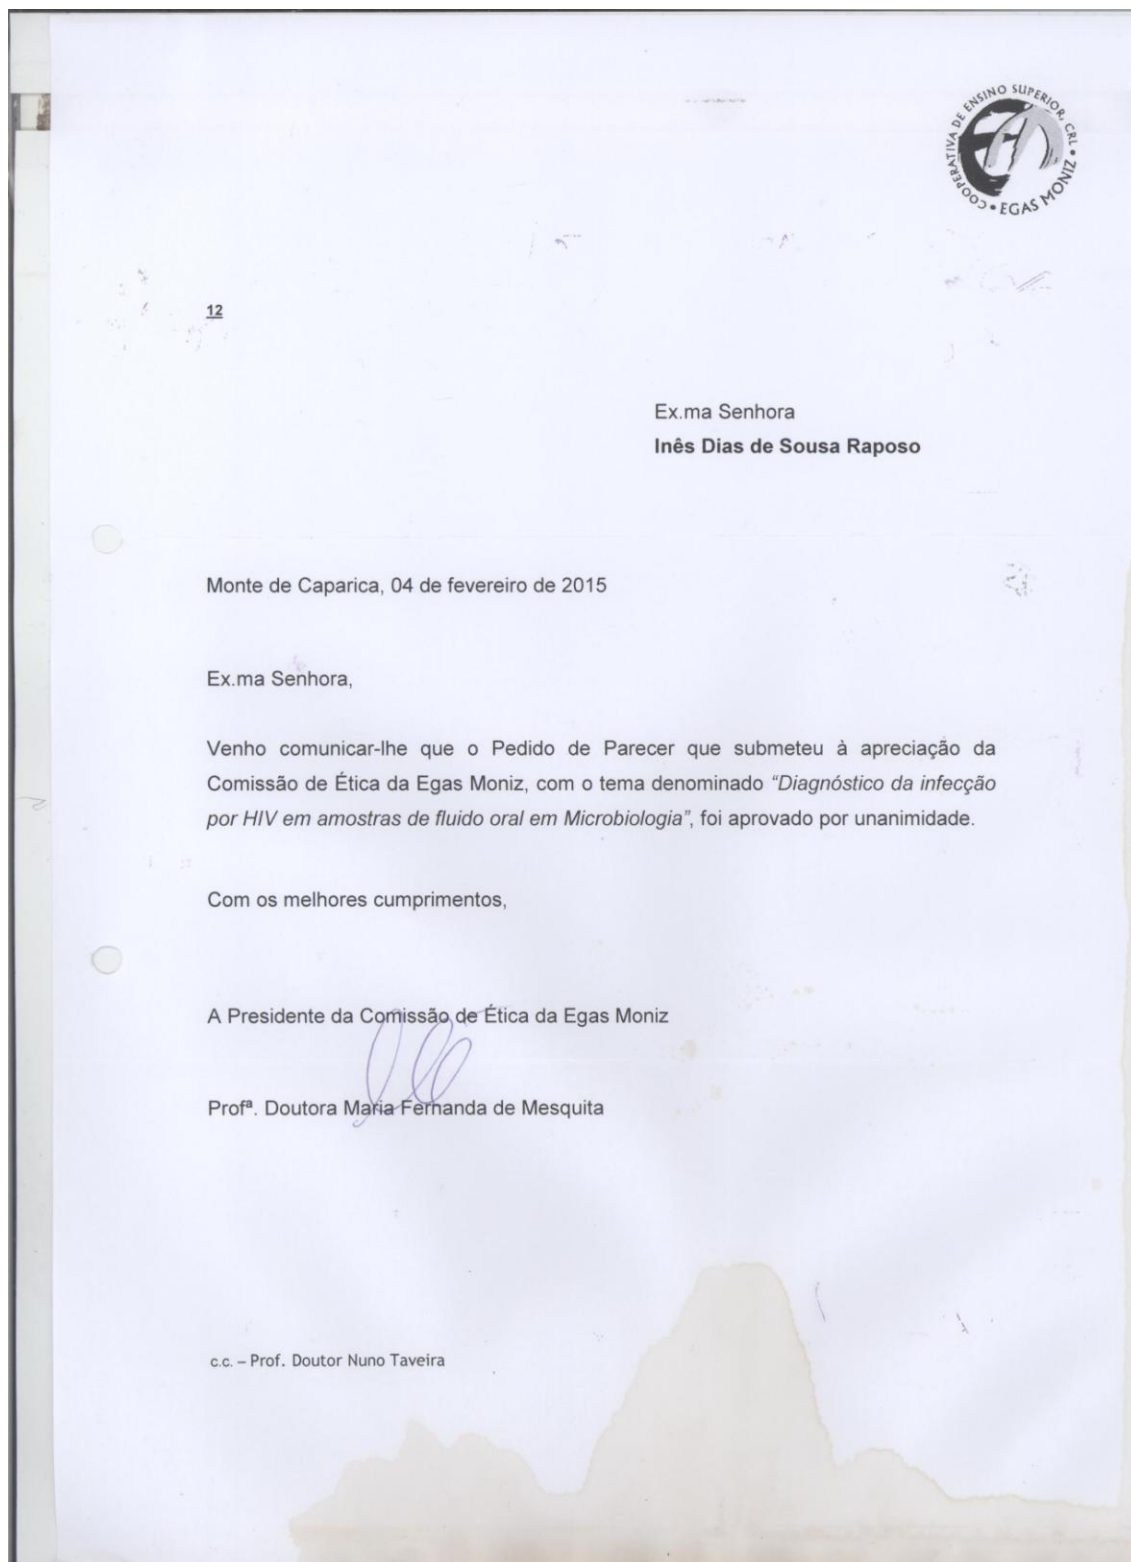 COOPERATIVA DE ENSINO SUPERIOR, CRL • EGAS MONIZ •
12
Ex.ma Senhora
Inês Dias de Sousa Raposo
Monte de Caparica, 04 de fevereiro de 2015
Ex.ma Senhora,
Venho comunicar-lhe que o Pedido de Parecer que submeteu à apreciação da
Comissão de Ética da Egas Moniz, com o tema denominado “Diagnóstico da infecção
por HIV em amostras de fluido oral em Microbiologia”, foi aprovado por unanimidade.
Com os melhores cumprimentos,
A Presidente da Comissão de Ética da Egas Moniz
Profª. Doutora Maria Fernanda de Mesquita
c.c. – Prof. Doutor Nuno Taveira